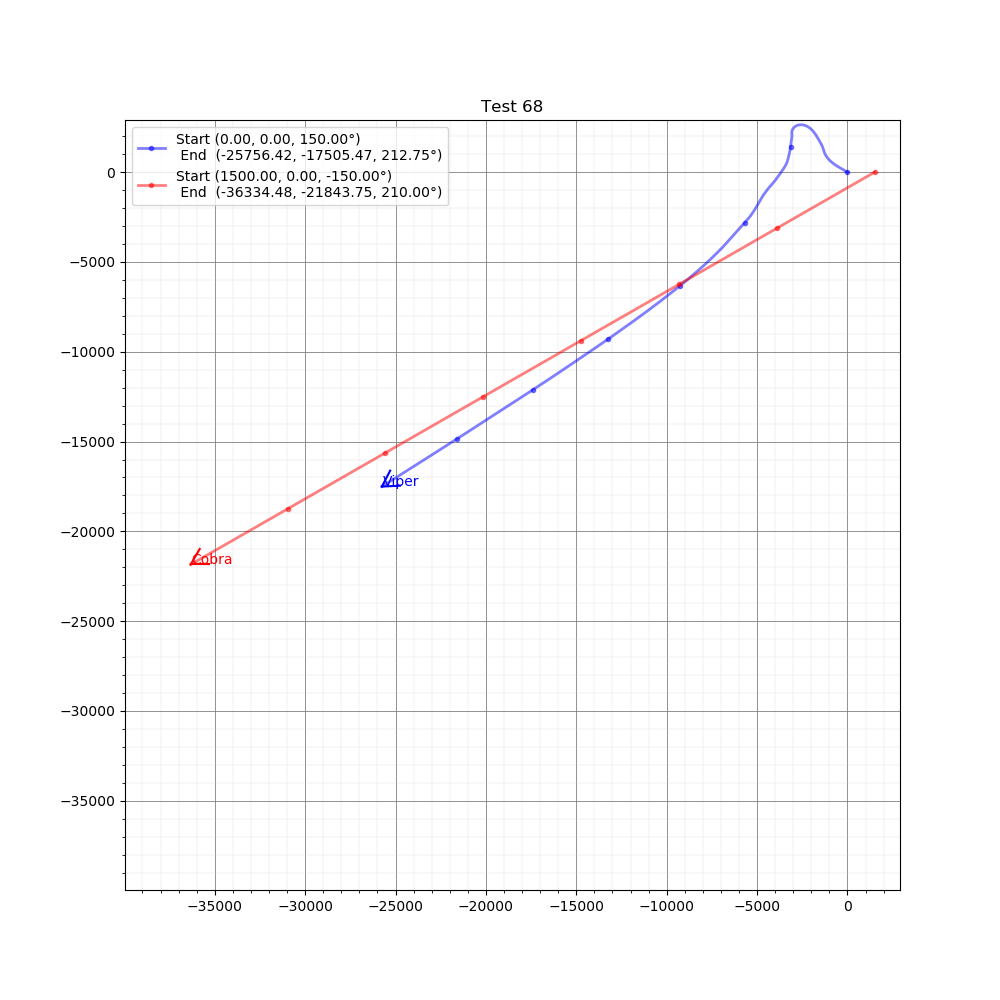 Test 68
Start (0.00, 0.00, 150.00°)
End  (-25756.42, -17505.47, 212.75°)
Start (1500.00, 0.00, -150.00°)
End  (-36334.48, -21843.75, 210.00°)
0
−5000
−10000
−15000
−20000
−25000
−30000
−35000
Viper
Cobra
−35000 −30000 −25000 −20000 −15000 −10000 −5000 0